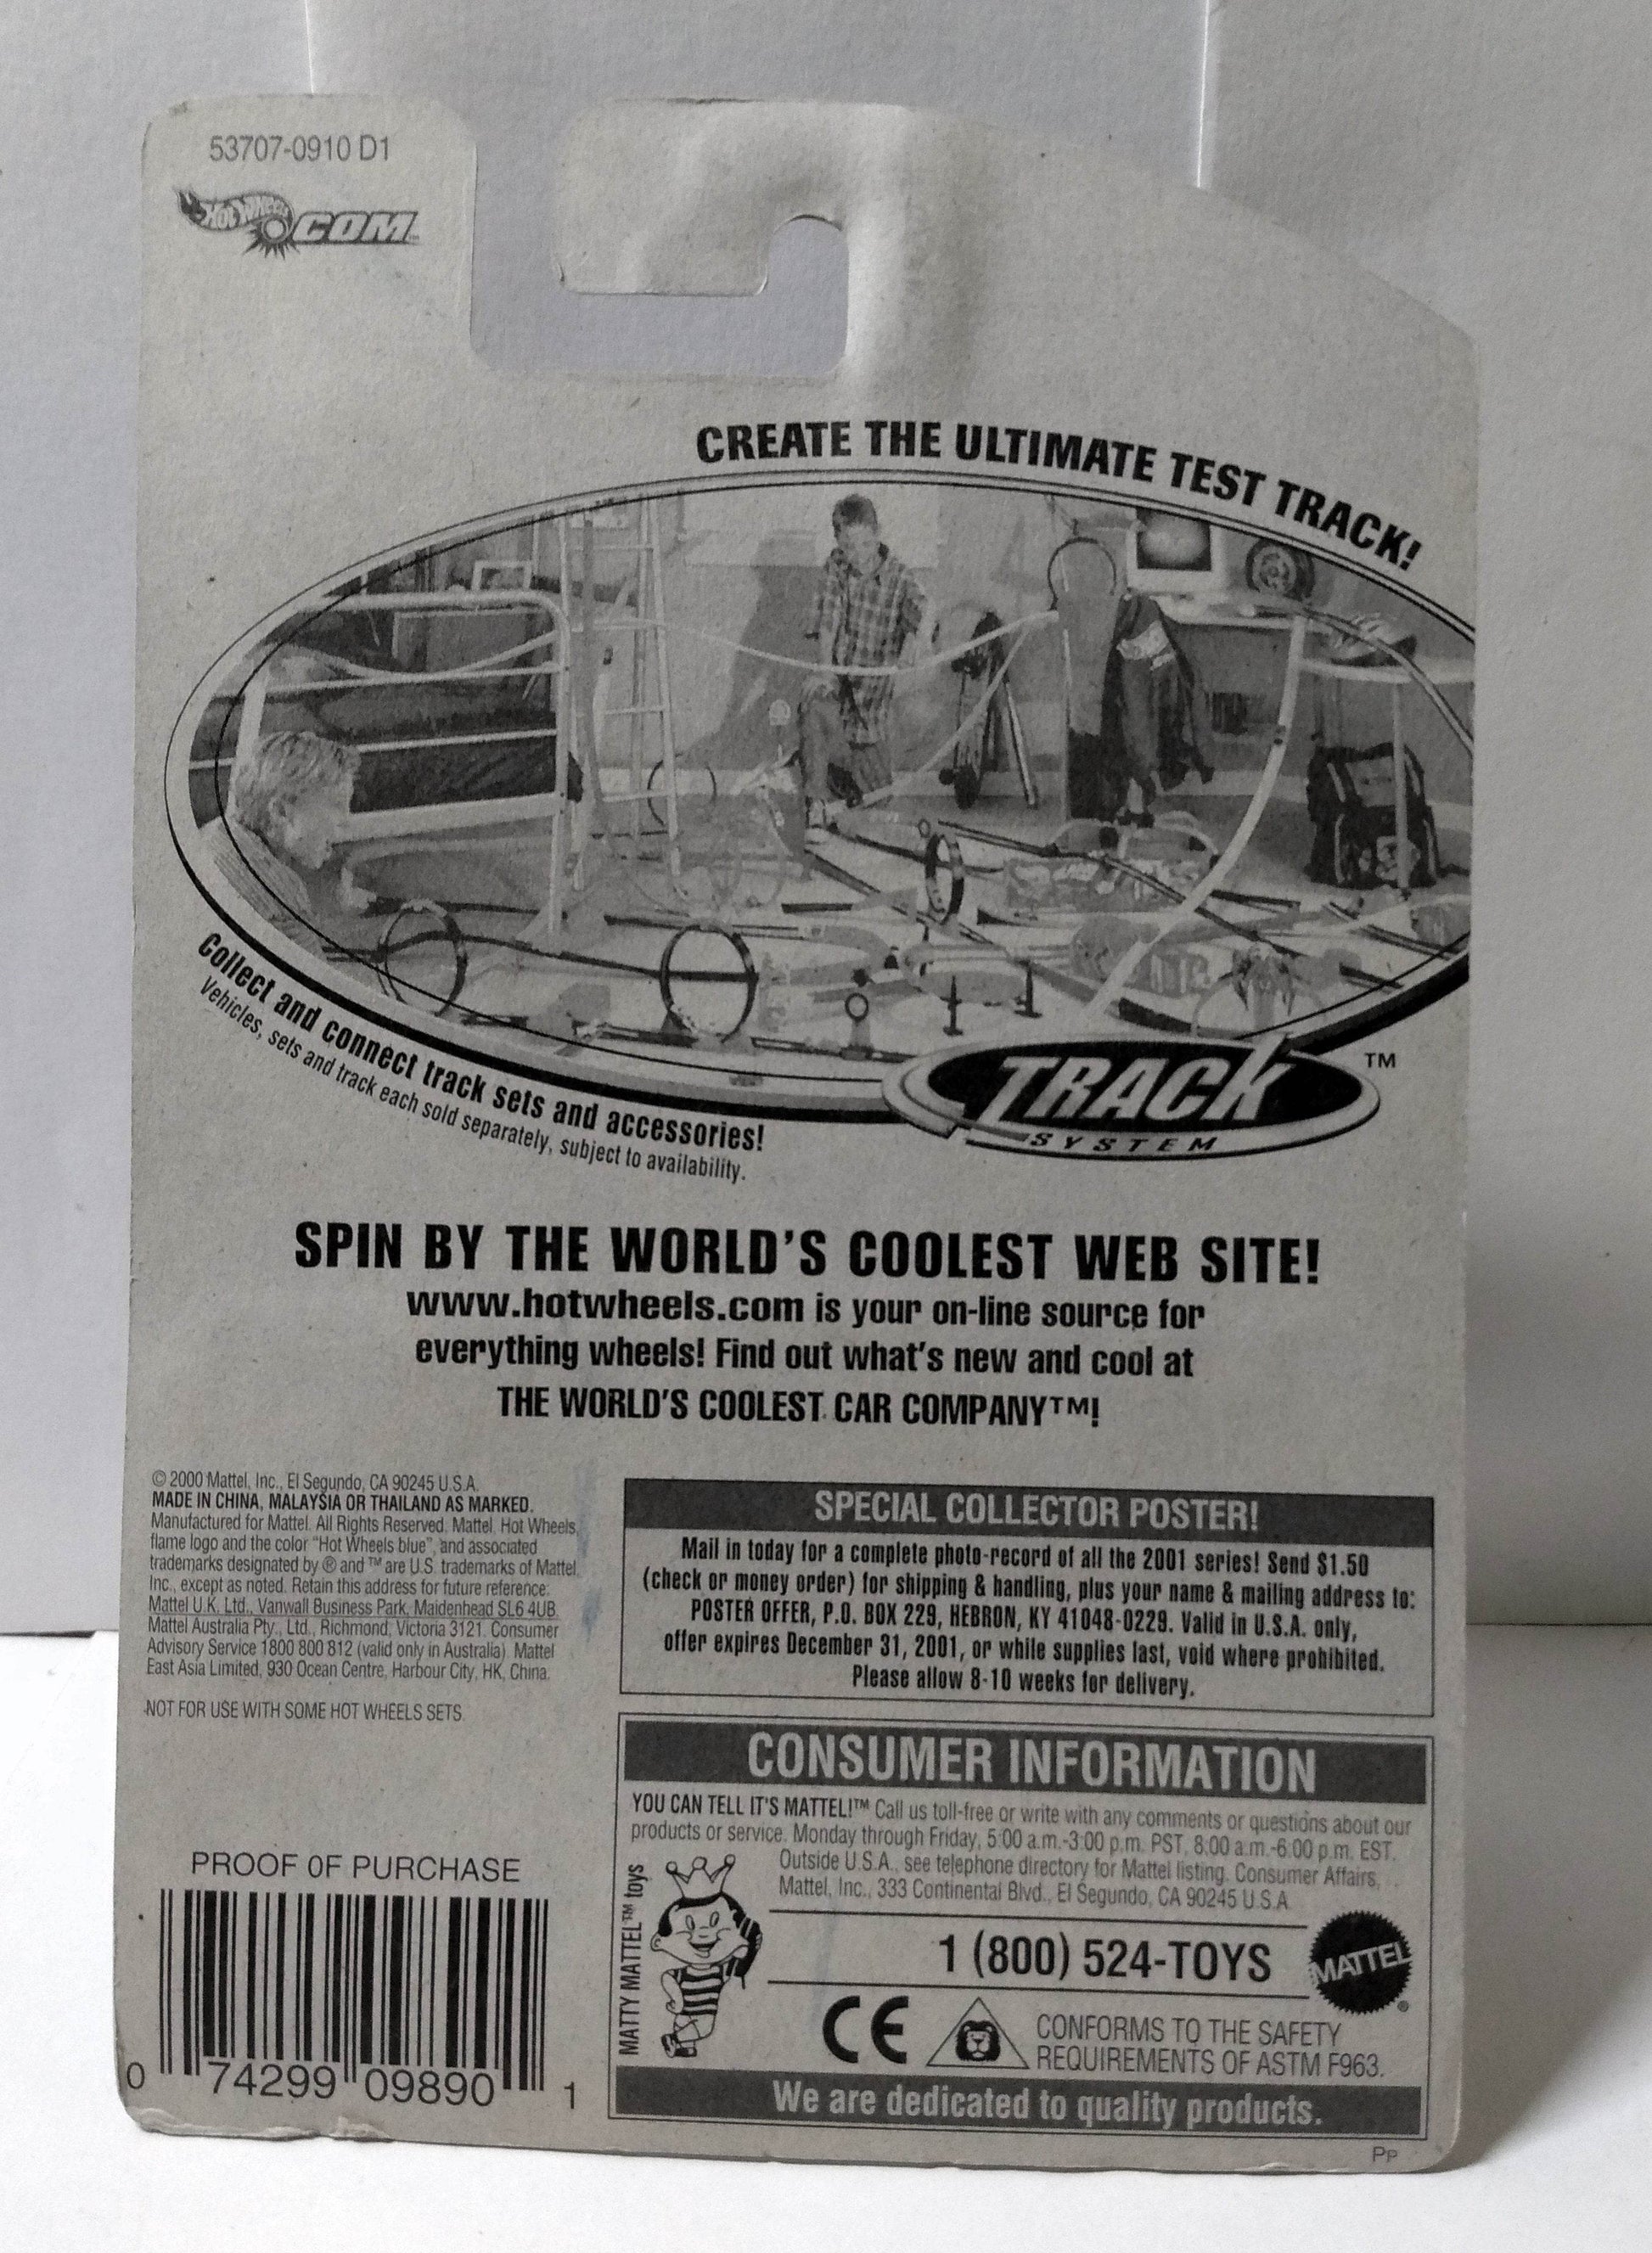 53707-0910 D1
HOT WHEELS .COM
CREATE THE ULTIMATE TEST TRACK!
Collect and connect track sets and accessories!
Vehicles, sets and track each sold separately, subject to availability.
TRACK ™
SYSTEM
SPIN BY THE WORLD'S COOLEST WEB SITE!
www.hotwheels.com is your on-line source for
everything wheels! Find out what's new and cool at
THE WORLD'S COOLEST CAR COMPANY™!
© 2000 Mattel, Inc., El Segundo, CA 90245 U.S.A.
MADE IN CHINA, MALAYSIA OR THAILAND AS MARKED.
Manufactured for Mattel. All Rights Reserved. Mattel, Hot Wheels,
flame logo and the color "Hot Wheels blue", and associated
trademarks designated by ® and ™ are U.S. trademarks of Mattel,
Inc., except as noted. Retain this address for future reference:
Mattel U.K. Ltd., Vanwall Business Park, Maidenhead SL6 4UB.
Mattel Australia Pty., Ltd., Richmond, Victoria 3121. Consumer
Advisory Service 1800 800 812 (valid only in Australia). Mattel
East Asia Limited, 930 Ocean Centre, Harbour City, HK, China.
NOT FOR USE WITH SOME HOT WHEELS SETS.
PROOF OF PURCHASE
0 74299 09890 1
SPECIAL COLLECTOR POSTER!
Mail in today for a complete photo-record of all the 2001 series! Send $1.50
(check or money order) for shipping & handling, plus your name & mailing address to:
POSTER OFFER, P.O. BOX 229, HEBRON, KY 41048-0229. Valid in U.S.A. only,
offer expires December 31, 2001, or while supplies last, void where prohibited.
Please allow 8-10 weeks for delivery.
CONSUMER INFORMATION
YOU CAN TELL IT'S MATTEL!™ Call us toll-free or write with any comments or questions about our
products or service. Monday through Friday, 5:00 a.m.-3:00 p.m. PST, 8:00 a.m.-6:00 p.m. EST.
Outside U.S.A., see telephone directory for Mattel listing. Consumer Affairs,
Mattel, Inc., 333 Continental Blvd., El Segundo, CA 90245 U.S.A.
MATTY MATTEL™ toys
1 (800) 524-TOYS
MATTEL ®
CE
CONFORMS TO THE SAFETY
REQUIREMENTS OF ASTM F963.
We are dedicated to quality products.
PP